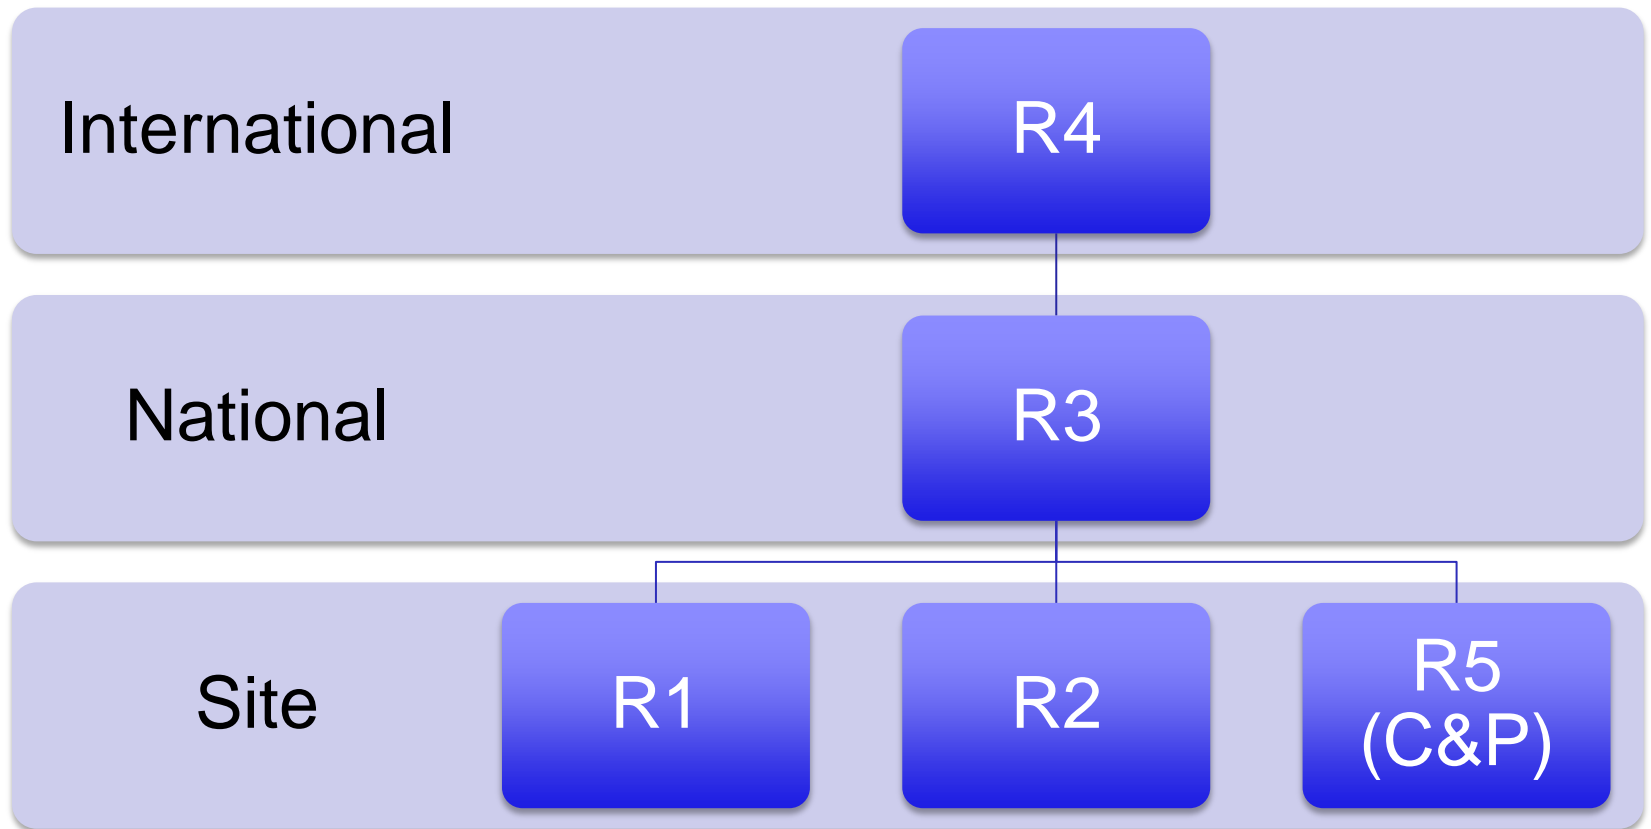 International
R4
National
R3
Site
R1
R2
R5
(C&P)